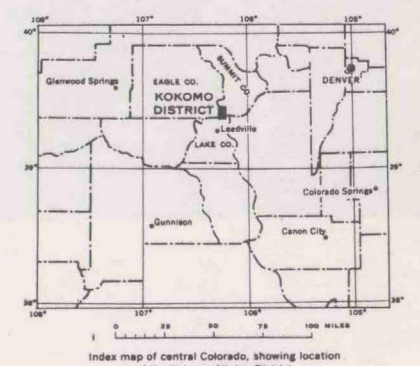 108° 107° 106° 105°
40° 40°
Glenwood Springs
EAGLE CO.
SUMMIT CO.
DENVER
KOKOMO
DISTRICT
Leadville
LAKE CO.
39° 39°
Colorado Springs
Gunnison
Canon City
38° 38°
108° 107° 106° 105°
0 25 50 75 100 MILES
Index map of central Colorado, showing location